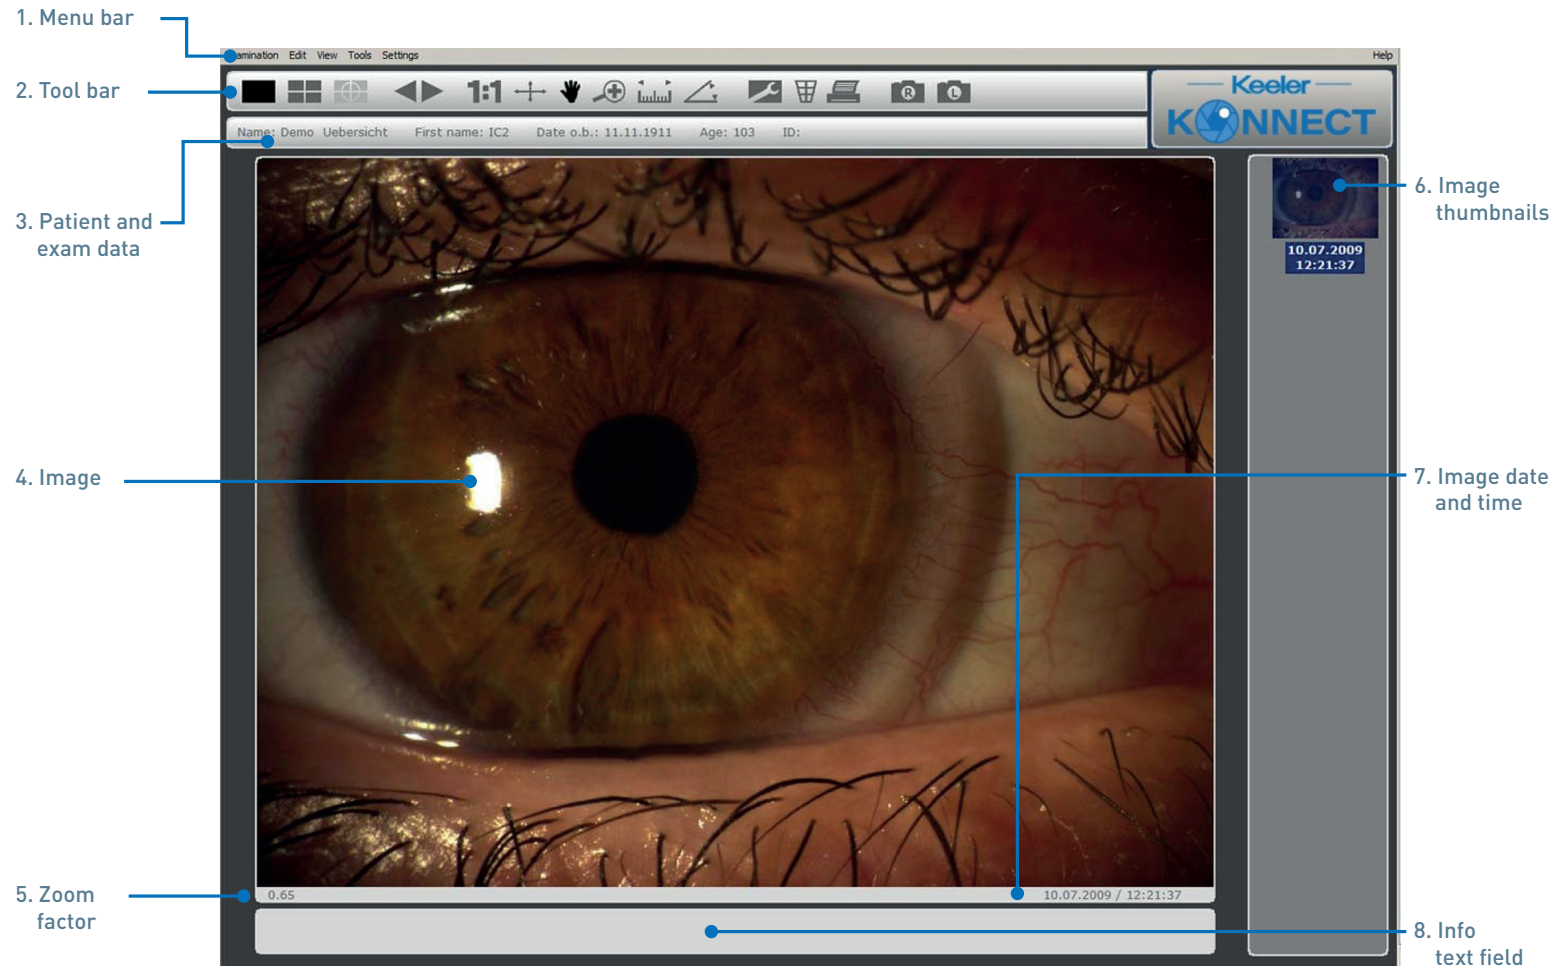 1. Menu bar
amination Edit View Tools Settings Help
2. Tool bar
1:1 R L
Keeler
KONNECT
Name: Demo Uebersicht First name: IC2 Date o.b.: 11.11.1911 Age: 103 ID:
3. Patient and
exam data
6. Image
thumbnails
10.07.2009
12:21:37
4. Image
7. Image date
and time
5. Zoom
factor
0.65
10.07.2009 / 12:21:37
8. Info
text field